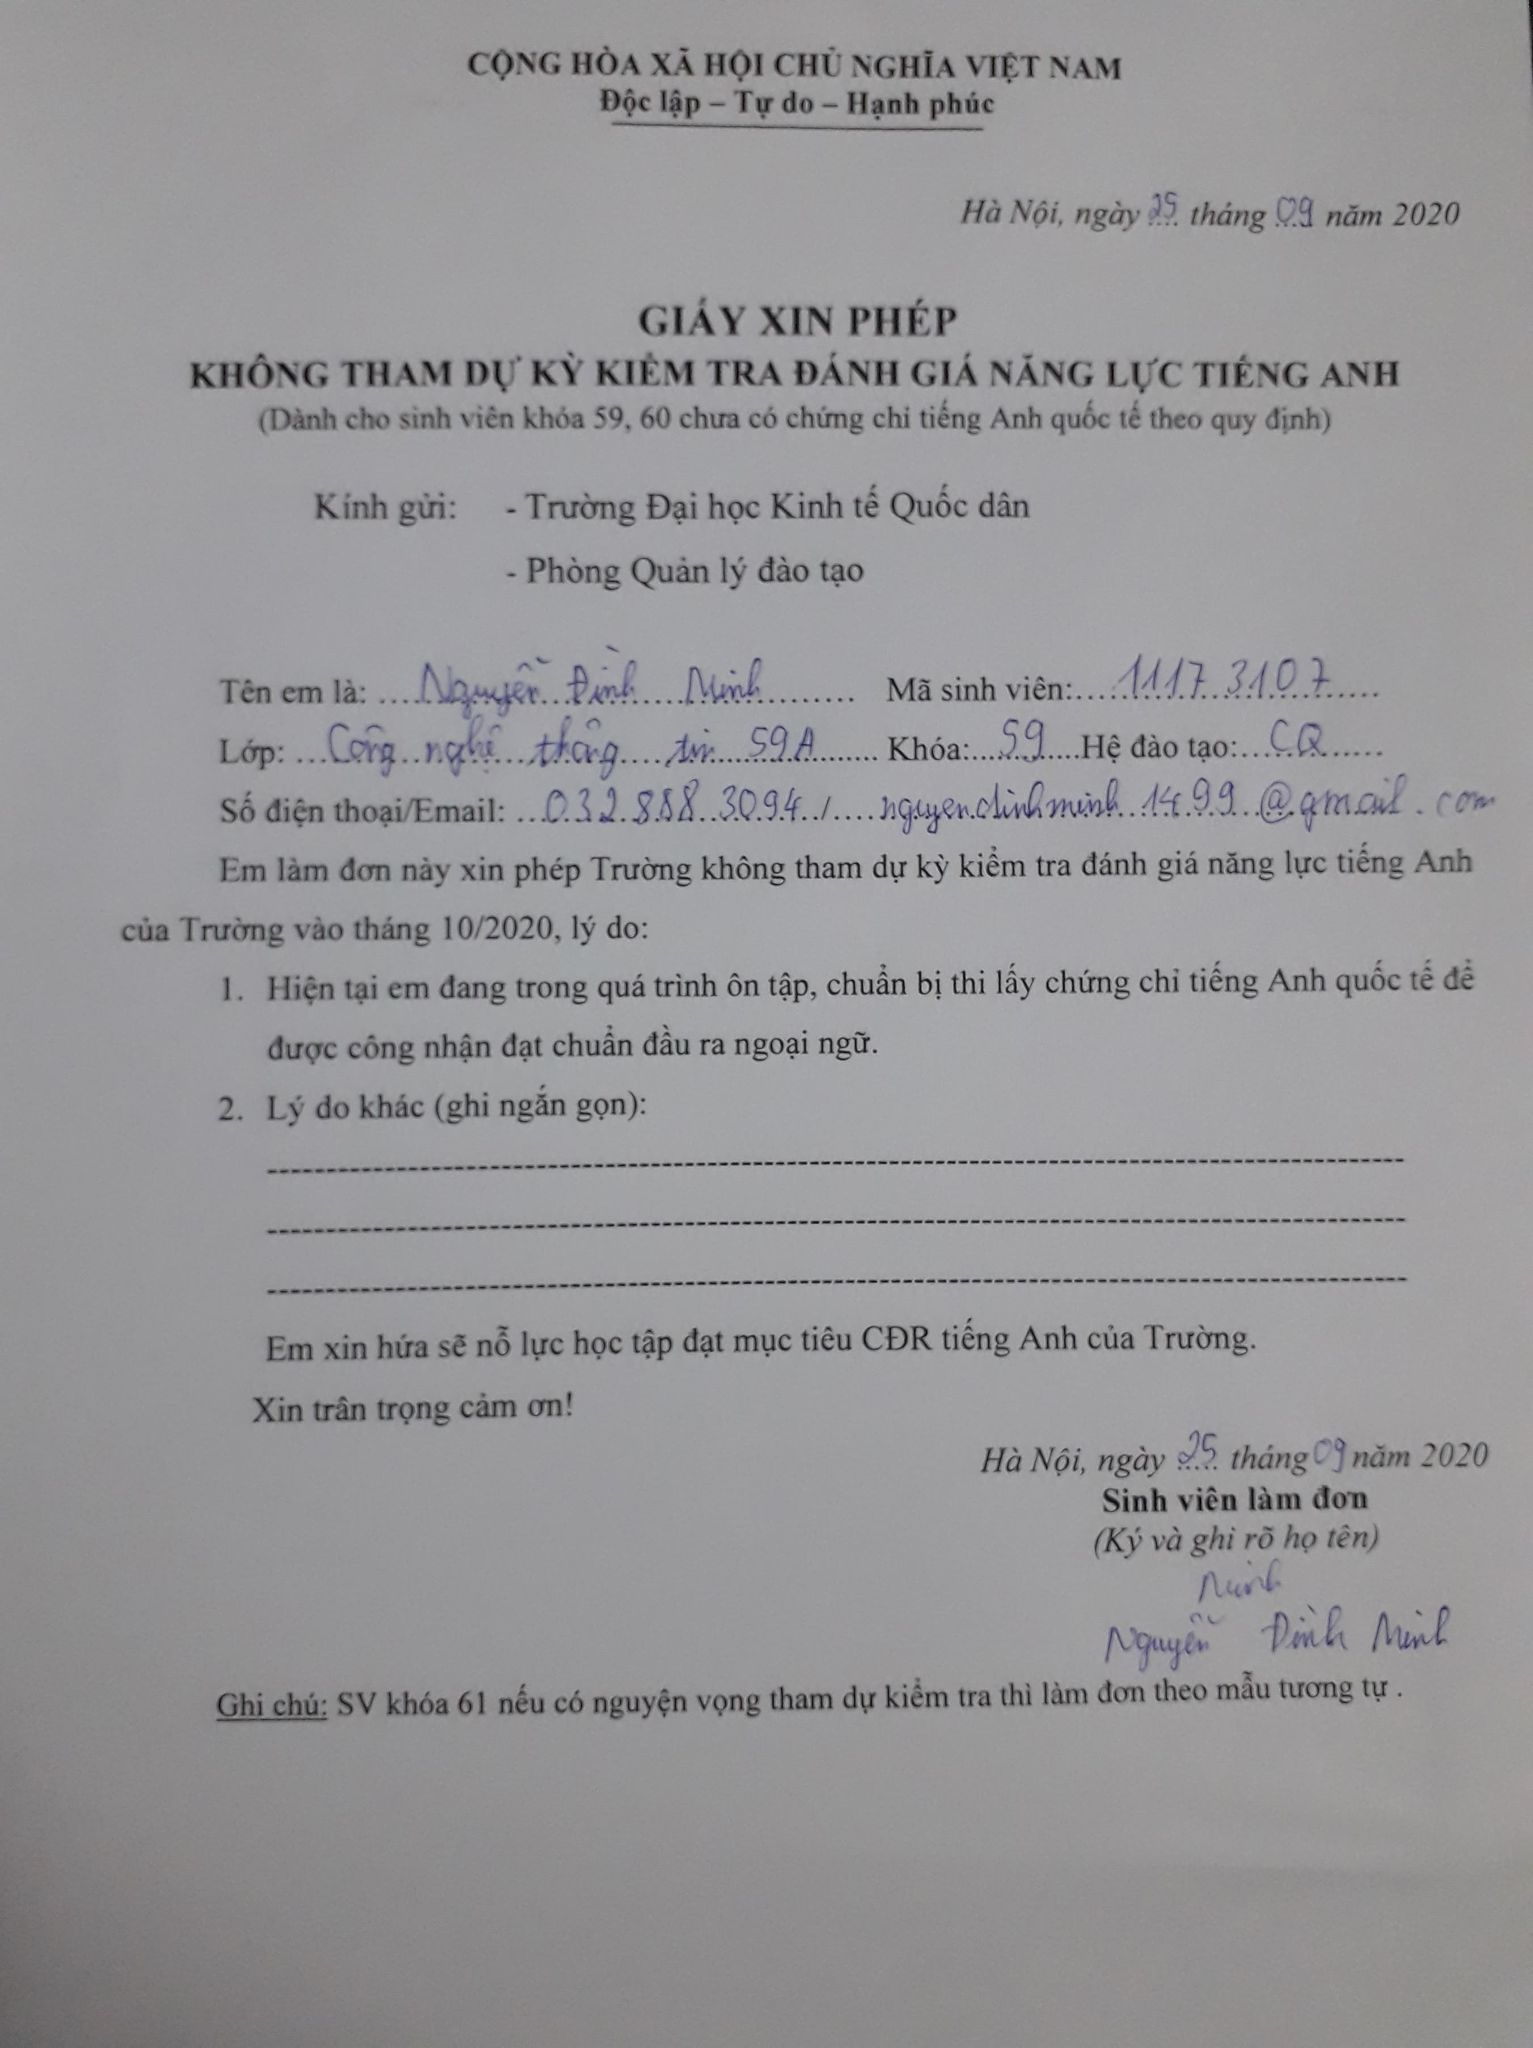 CỘNG HÒA XÃ HỘI CHỦ NGHĨA VIỆT NAM
Độc lập – Tự do – Hạnh phúc
Hà Nội, ngày 25 tháng 09 năm 2020
GIẤY XIN PHÉP
KHÔNG THAM DỰ KỲ KIỂM TRA ĐÁNH GIÁ NĂNG LỰC TIẾNG ANH
(Dành cho sinh viên khóa 59, 60 chưa có chứng chỉ tiếng Anh quốc tế theo quy định)
Kính gửi: - Trường Đại học Kinh tế Quốc dân
- Phòng Quản lý đào tạo
Tên em là: Nguyễn Đình Minh Mã sinh viên: 11173107
Lớp: Công nghệ thông tin 59A Khóa: 59 Hệ đào tạo: CQ
Số điện thoại/Email: 032.888.3094 / nguyendinhminh1499@gmail.com
Em làm đơn này xin phép Trường không tham dự kỳ kiểm tra đánh giá năng lực tiếng Anh
của Trường vào tháng 10/2020, lý do:
1. Hiện tại em đang trong quá trình ôn tập, chuẩn bị thi lấy chứng chỉ tiếng Anh quốc tế để
được công nhận đạt chuẩn đầu ra ngoại ngữ.
2. Lý do khác (ghi ngắn gọn):
Em xin hứa sẽ nỗ lực học tập đạt mục tiêu CĐR tiếng Anh của Trường.
Xin trân trọng cảm ơn!
Hà Nội, ngày 25 tháng 09 năm 2020
Sinh viên làm đơn
(Ký và ghi rõ họ tên)
Minh
Nguyễn Đình Minh
Ghi chú: SV khóa 61 nếu có nguyện vọng tham dự kiểm tra thì làm đơn theo mẫu tương tự .